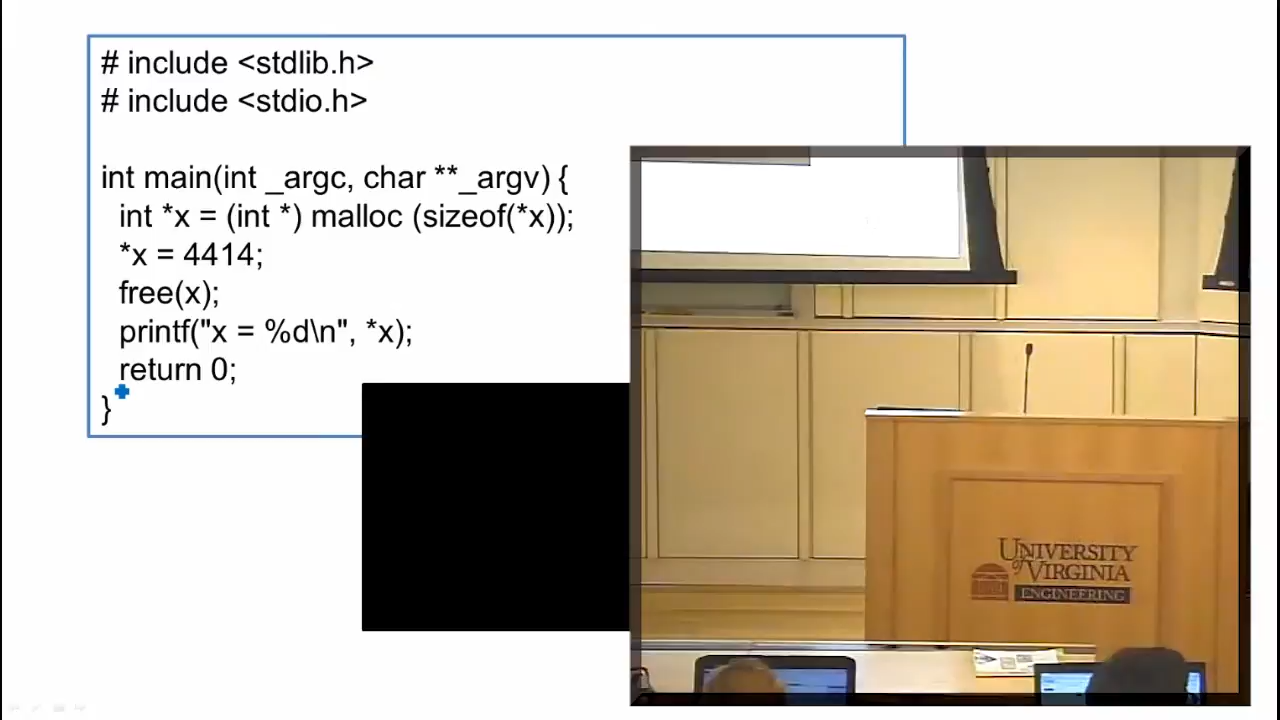 # include <stdlib.h>
# include <stdio.h>
int main(int _argc, char **_argv) {
int *x = (int *) malloc (sizeof(*x));
*x = 4414;
free(x);
printf("x = %d\n", *x);
return 0;
}
UNIVERSITY
of VIRGINIA
ENGINEERING